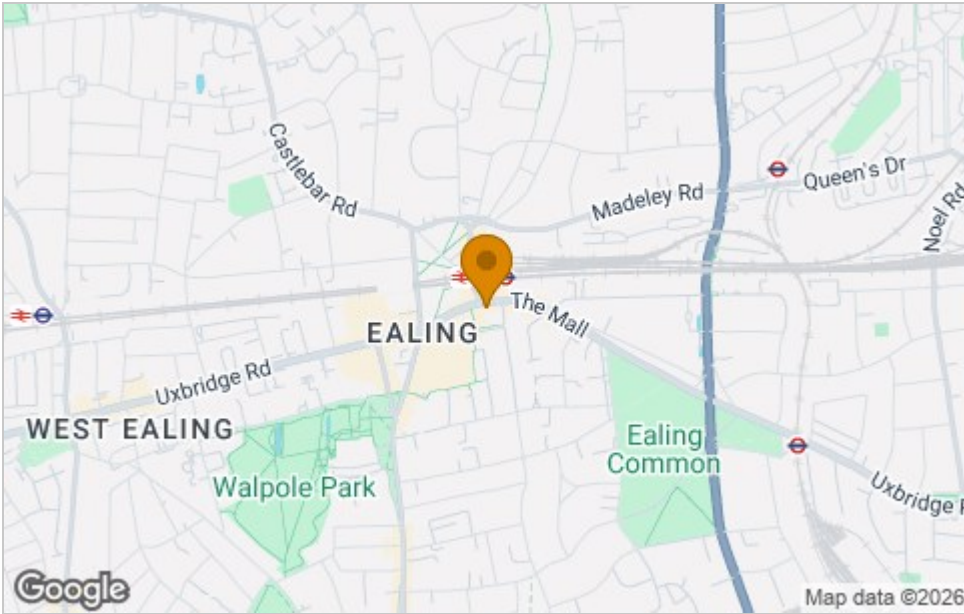 Castlebar Rd
Madeley Rd
Queen's Dr
Noel Rd
The Mall
EALING
Uxbridge Rd
WEST EALING
Ealing
Common
Walpole Park
Uxbridge R
Google
Map data ©2026